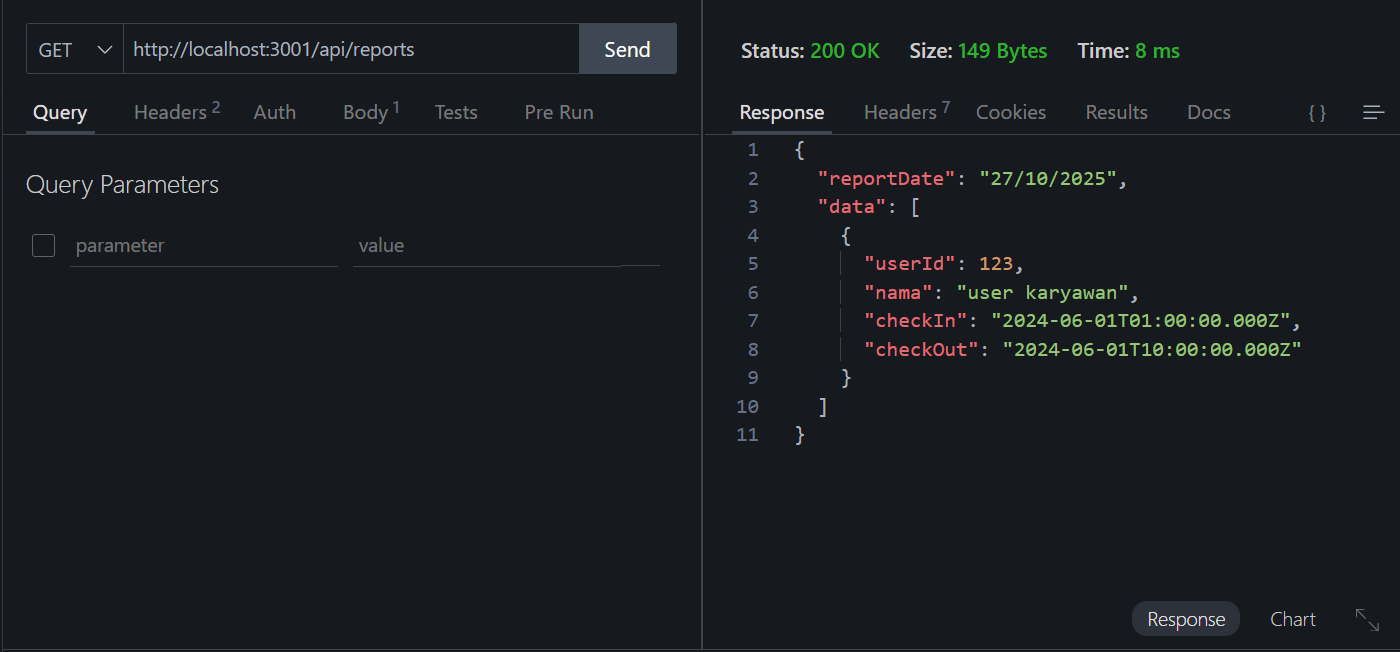 GET http://localhost:3001/api/reports Send
Query Headers 2 Auth Body 1 Tests Pre Run
Query Parameters
parameter value
Status: 200 OK Size: 149 Bytes Time: 8 ms
Response Headers 7 Cookies Results Docs { }
1 {
2 "reportDate": "27/10/2025",
3 "data": [
4 {
5 "userId": 123,
6 "nama": "user karyawan",
7 "checkIn": "2024-06-01T01:00:00.000Z",
8 "checkOut": "2024-06-01T10:00:00.000Z"
9 }
10 ]
11 }
Response Chart